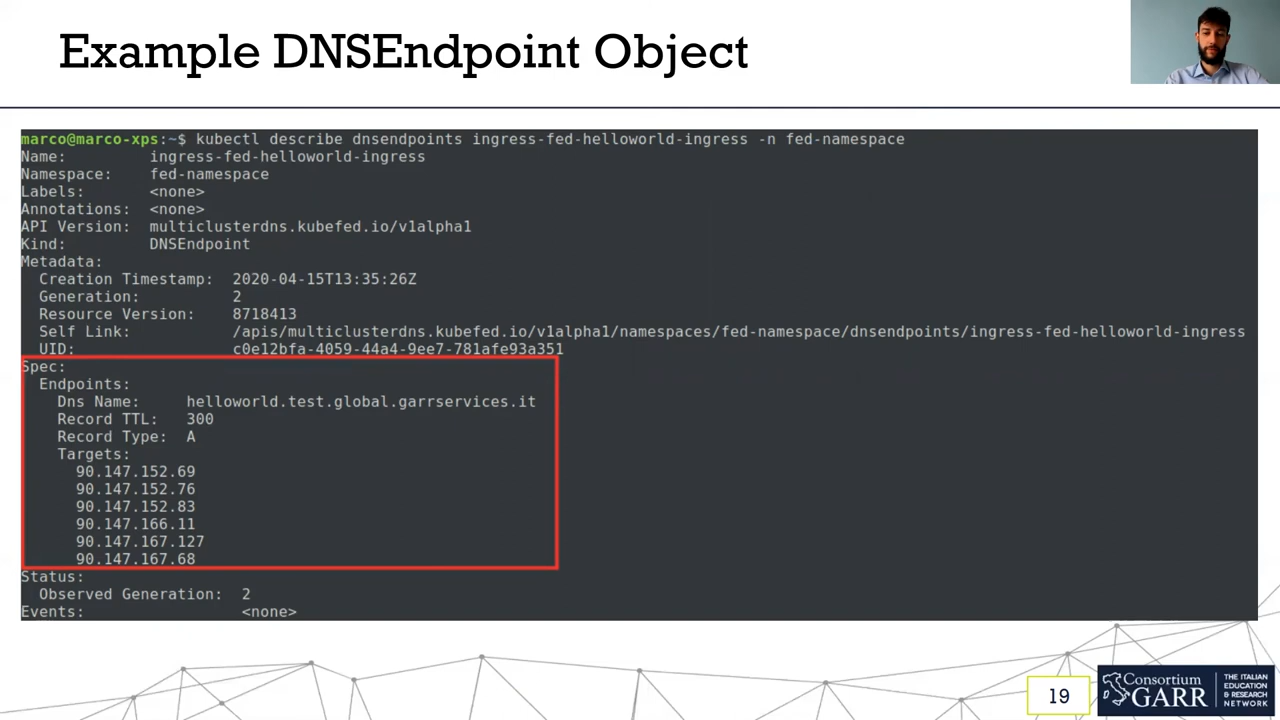 Example DNSEndpoint Object
marco@marco-xps:~$ kubectl describe dnsendpoints ingress-fed-helloworld-ingress -n fed-namespace
Name:         ingress-fed-helloworld-ingress
Namespace:    fed-namespace
Labels:       <none>
Annotations:  <none>
API Version:  multiclusterdns.kubefed.io/v1alpha1
Kind:         DNSEndpoint
Metadata:
  Creation Timestamp:  2020-04-15T13:35:26Z
  Generation:          2
  Resource Version:    8718413
  Self Link:           /apis/multiclusterdns.kubefed.io/v1alpha1/namespaces/fed-namespace/dnsendpoints/ingress-fed-helloworld-ingress
  UID:                 c0e12bfa-4059-44a4-9ee7-781afe93a351
Spec:
  Endpoints:
    Dns Name:     helloworld.test.global.garrservices.it
    Record TTL:   300
    Record Type:  A
    Targets:
      90.147.152.69
      90.147.152.76
      90.147.152.83
      90.147.166.11
      90.147.167.127
      90.147.167.68
Status:
  Observed Generation:  2
Events:                 <none>
19
Consortium
GARR
THE ITALIAN
EDUCATION
& RESEARCH
NETWORK